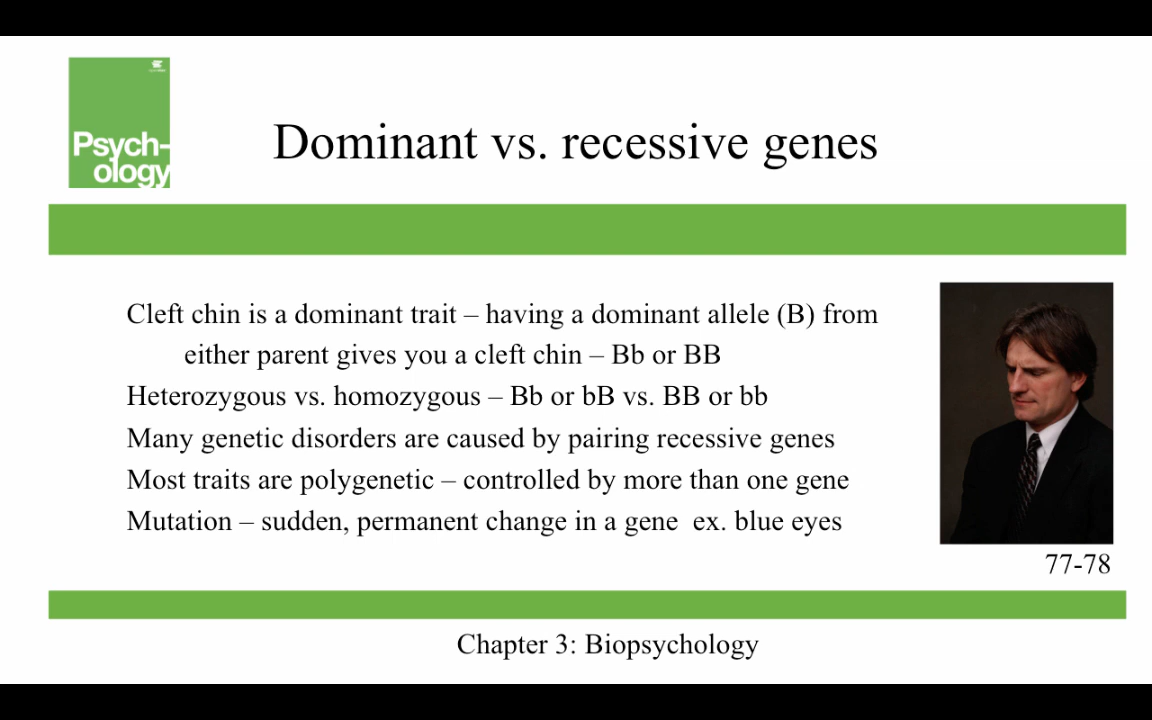 Psych-
ology
Dominant vs. recessive genes
Cleft chin is a dominant trait – having a dominant allele (B) from
either parent gives you a cleft chin – Bb or BB
Heterozygous vs. homozygous – Bb or bB vs. BB or bb
Many genetic disorders are caused by pairing recessive genes
Most traits are polygenetic – controlled by more than one gene
Mutation – sudden, permanent change in a gene  ex. blue eyes
77-78
Chapter 3: Biopsychology